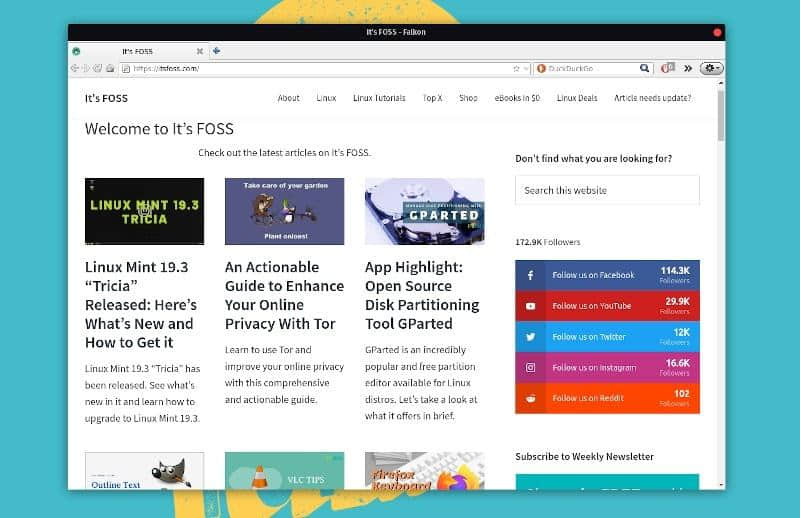 It's FOSS - Falkon
It's FOSS
https://itsfoss.com/
DuckDuckGo
It's FOSS
About
Linux
Linux Tutorials
Top X
Shop
eBooks in $0
Linux Deals
Article needs update?
Welcome to It's FOSS
Check out the latest articles on It's FOSS.
LINUX MINT 19.3
TRICIA
Take care of your garden
Plant onions!
MANAGE DISK PARTITIONING WITH
GPARTED
Linux Mint 19.3
“Tricia”
Released: Here’s
What’s New and
How to Get it
Linux Mint 19.3 “Tricia” has
been released. See what’s
new in it and learn how to
upgrade to Linux Mint 19.3.
An Actionable
Guide to Enhance
Your Online
Privacy With Tor
Learn to use Tor and
improve your online privacy
with this comprehensive
and actionable guide.
App Highlight:
Open Source
Disk Partitioning
Tool GParted
GParted is an incredibly
popular and free partition
editor available for Linux
distros. Let’s take a look at
what it offers in brief.
Outline Text
VLC TIPS
Firefox
Keyboard
Don’t find what you are looking for?
Search this website
172.9K Followers
Follow us on Facebook
114.3K
Followers
Follow us on YouTube
29.9K
Followers
Follow us on Twitter
12K
Followers
Follow us on Instagram
16.6K
Followers
Follow us on Reddit
102
Followers
Subscribe to Weekly Newsletter